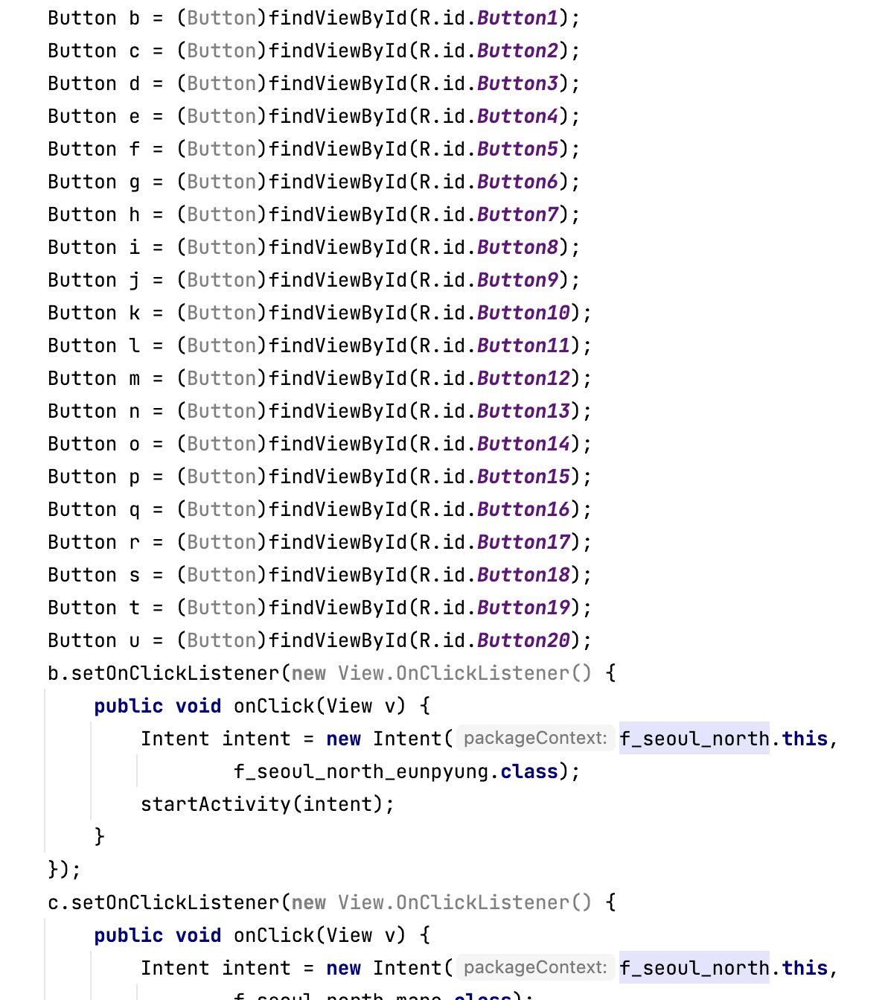 Button b = (Button)findViewById(R.id.Button1);
Button c = (Button)findViewById(R.id.Button2);
Button d = (Button)findViewById(R.id.Button3);
Button e = (Button)findViewById(R.id.Button4);
Button f = (Button)findViewById(R.id.Button5);
Button g = (Button)findViewById(R.id.Button6);
Button h = (Button)findViewById(R.id.Button7);
Button i = (Button)findViewById(R.id.Button8);
Button j = (Button)findViewById(R.id.Button9);
Button k = (Button)findViewById(R.id.Button10);
Button l = (Button)findViewById(R.id.Button11);
Button m = (Button)findViewById(R.id.Button12);
Button n = (Button)findViewById(R.id.Button13);
Button o = (Button)findViewById(R.id.Button14);
Button p = (Button)findViewById(R.id.Button15);
Button q = (Button)findViewById(R.id.Button16);
Button r = (Button)findViewById(R.id.Button17);
Button s = (Button)findViewById(R.id.Button18);
Button t = (Button)findViewById(R.id.Button19);
Button u = (Button)findViewById(R.id.Button20);
b.setOnClickListener(new View.OnClickListener() {
    public void onClick(View v) {
        Intent intent = new Intent( packageContext: f_seoul_north.this,
                f_seoul_north_eunpyung.class);
        startActivity(intent);
    }
});
c.setOnClickListener(new View.OnClickListener() {
    public void onClick(View v) {
        Intent intent = new Intent( packageContext: f_seoul_north.this,
                f_seoul_north_mapo.class);